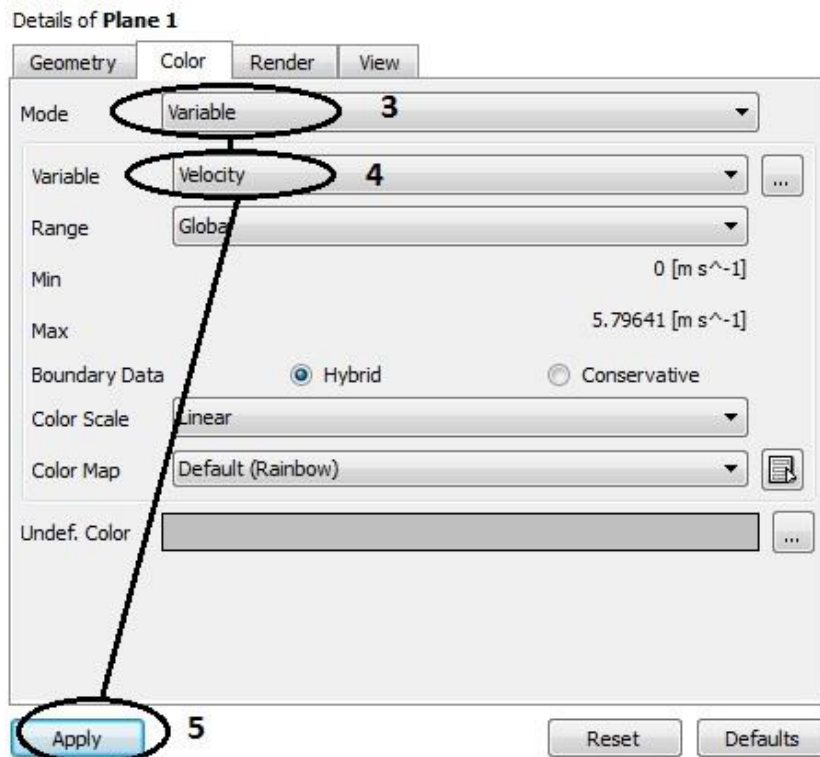 Details of Plane 1
Geometry Color Render View
Mode Variable 3
Variable Velocity 4 ...
Range Global
Min 0 [m s^-1]
Max 5.79641 [m s^-1]
Boundary Data Hybrid Conservative
Color Scale Linear
Color Map Default (Rainbow)
Undef. Color ...
Apply 5 Reset Defaults